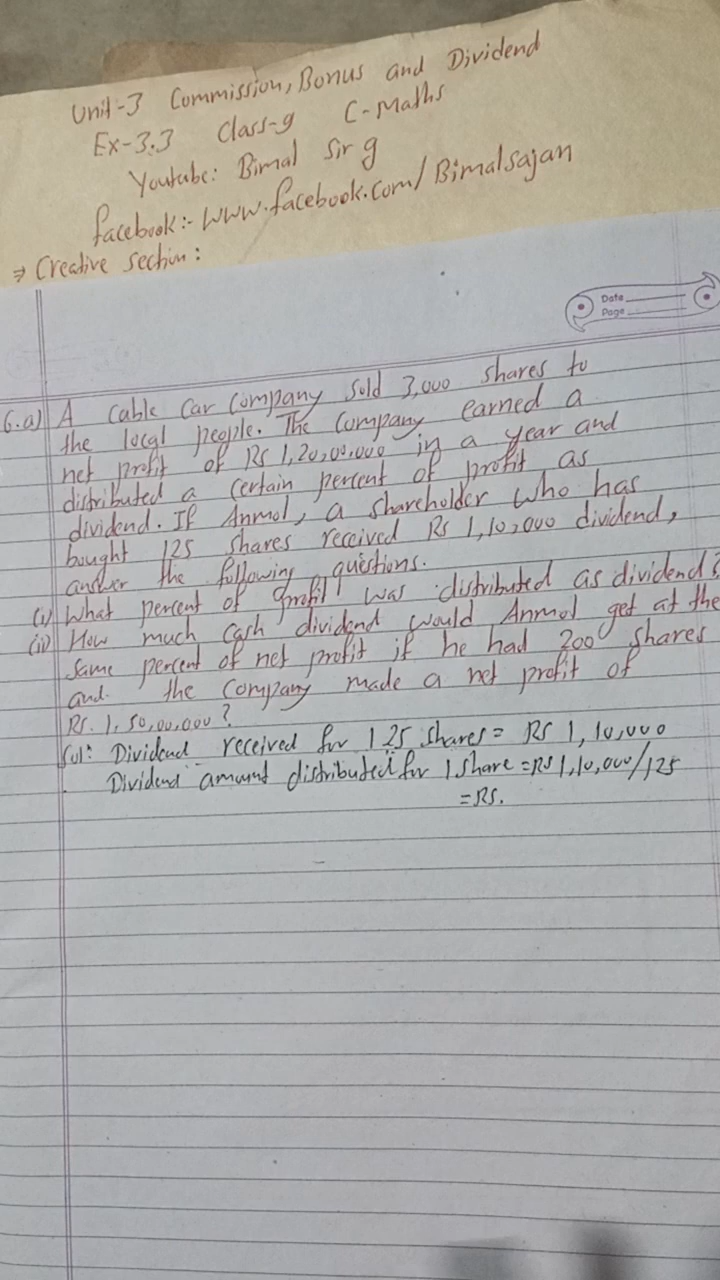 Unit-3 Commission, Bonus and Dividend
Ex-3.3 Class-9 C-Maths
Youtube: Bimal Sir g
facebook:- www.facebook.com/Bimalsajan
⇒ Creative Section:
Date
Page
6.a) A Cable Car Company Sold 3,000 shares to
the local people. The Company earned a
net profit of Rs 1,20,00,000 in a year and
distributed a certain percent of profit as
dividend. If Anmol, a shareholder who has
bought 125 shares received Rs 1,10,000 dividend,
answer the following questions.
(i) What percent of profit was distributed as dividend?
(ii) How much cash dividend would Anmol get at the
same percent of net profit if he had 200 shares
and the Company made a net profit of
Rs. 1,50,00,000?
Sol: Dividend received for 125 shares = Rs 1,10,000
Dividend amount distributed for 1 share = Rs 1,10,000/125
= Rs.